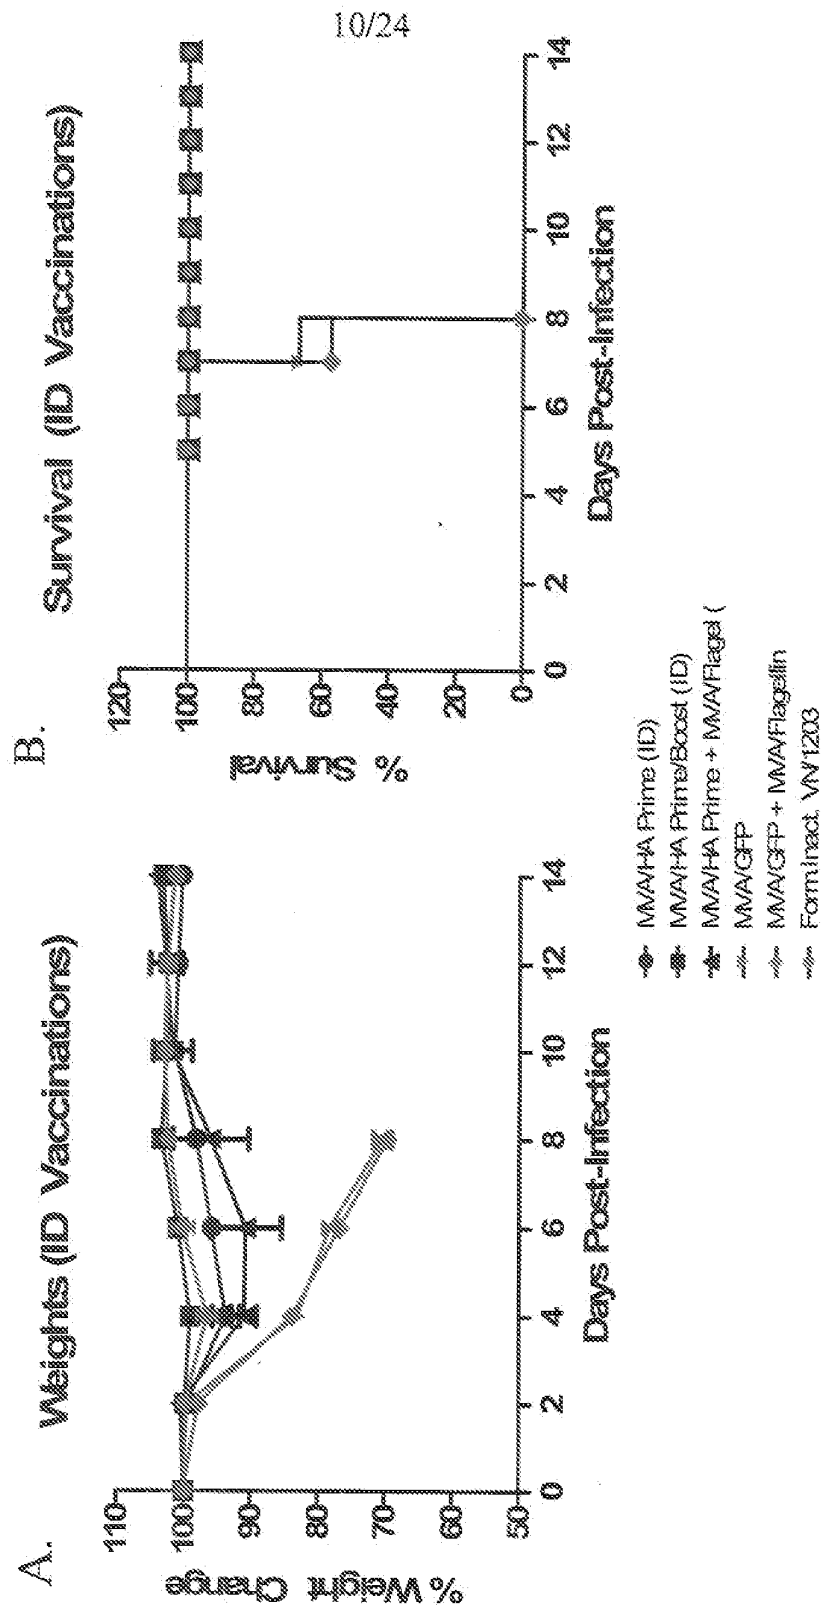 10/24
A.
Weights (ID Vaccinations)
% Weight Change
110
100
90
80
70
60
50
0 2 4 6 8 10 12 14
Days Post-Infection
B.
Survival (ID Vaccinations)
% Survival
120
100
80
60
40
20
0
0 2 4 6 8 10 12 14
Days Post-Infection
MVA/HA Prime (ID)
MVA/HA Prime/Boost (ID)
MVA/HA Prime + MVA/Flagel (
MVA/GFP
MVA/GFP + MVA/Flagellin
Form.Inact. VN/1203